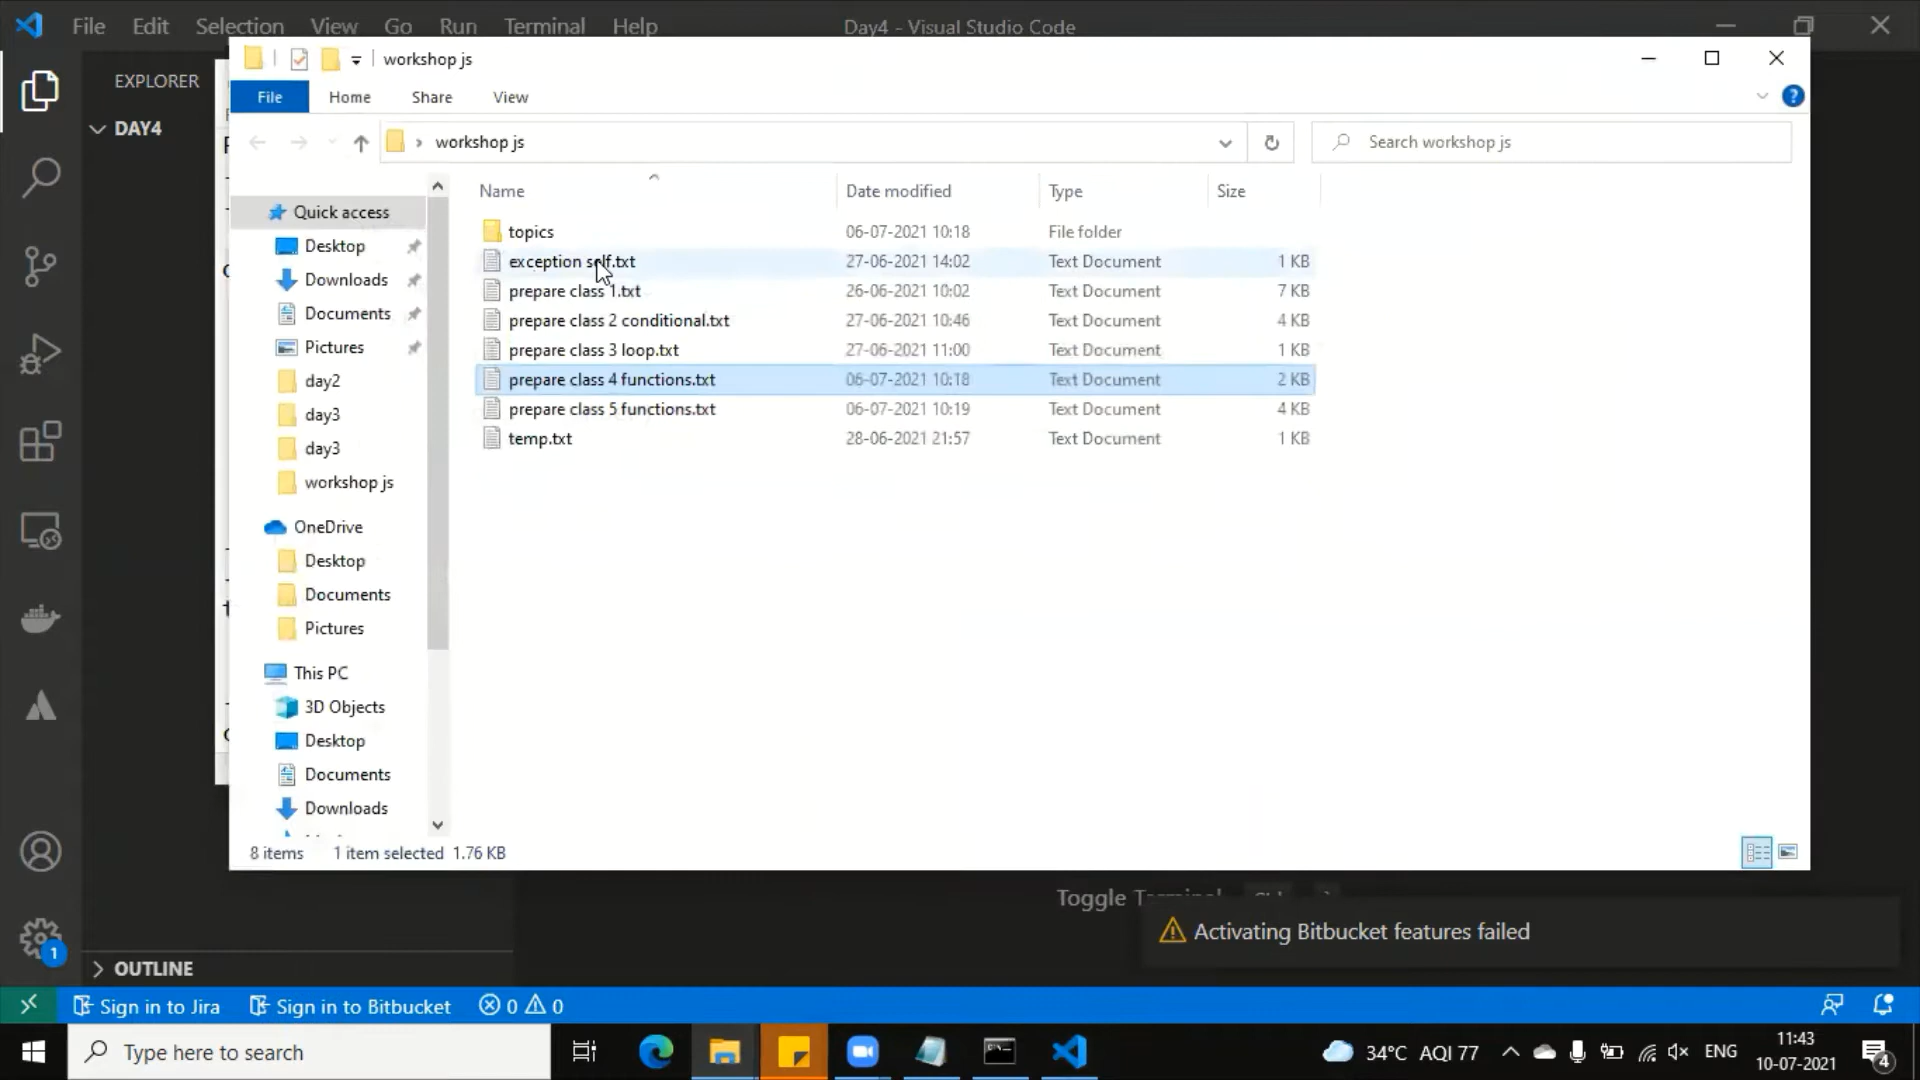 File Edit Selection View Go Run Terminal Help
Day4 - Visual Studio Code
EXPLORER
DAY4
workshop js
File Home Share View
workshop js
Search workshop js
Name Date modified Type Size
topics 06-07-2021 10:18 File folder
exception self.txt 27-06-2021 14:02 Text Document 1 KB
prepare class 1.txt 26-06-2021 10:02 Text Document 7 KB
prepare class 2 conditional.txt 27-06-2021 10:46 Text Document 4 KB
prepare class 3 loop.txt 27-06-2021 11:00 Text Document 1 KB
prepare class 4 functions.txt 06-07-2021 10:18 Text Document 2 KB
prepare class 5 functions.txt 06-07-2021 10:19 Text Document 4 KB
temp.txt 28-06-2021 21:57 Text Document 1 KB
Quick access
Desktop
Downloads
Documents
Pictures
day2
day3
day3
workshop js
OneDrive
Desktop
Documents
Pictures
This PC
3D Objects
Desktop
Documents
Downloads
8 items 1 item selected 1.76 KB
Toggle
Activating Bitbucket features failed
1
OUTLINE
Sign in to Jira Sign in to Bitbucket 0 0
Type here to search
34°C AQI 77
ENG
11:43
10-07-2021
4